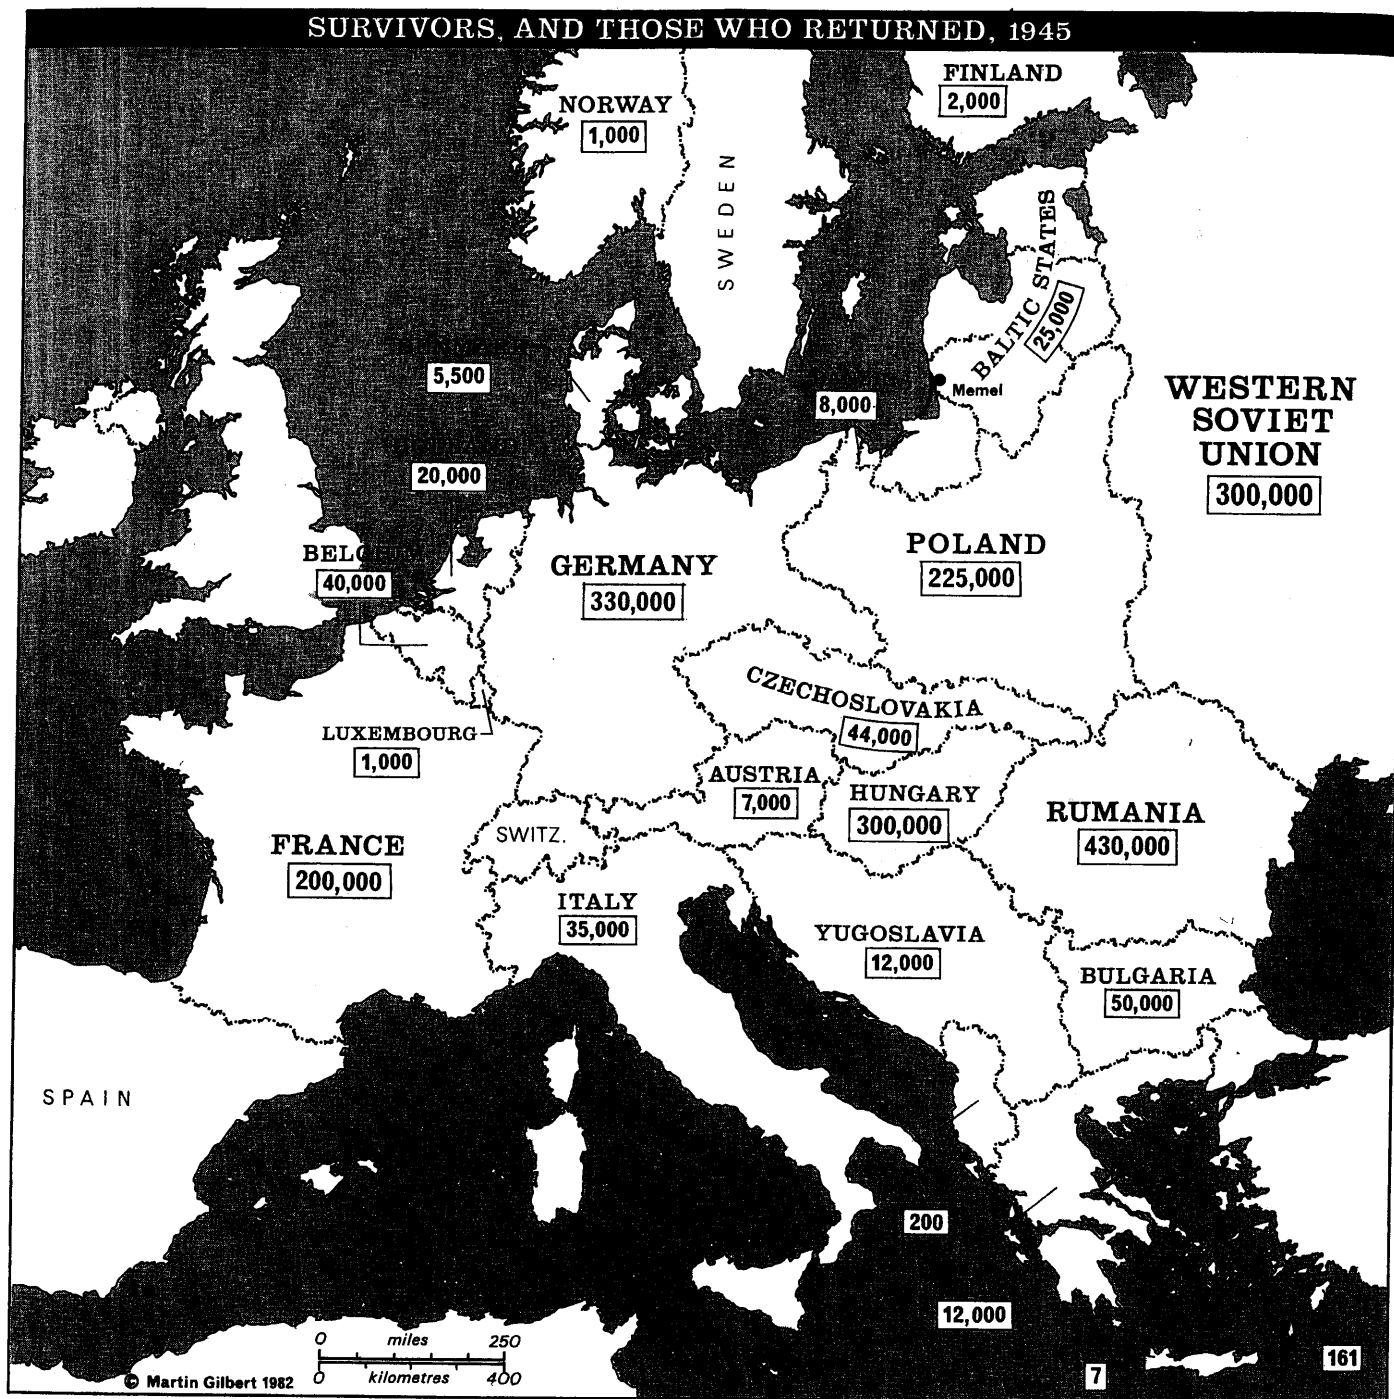 SURVIVORS, AND THOSE WHO RETURNED, 1945
FINLAND
2,000
NORWAY
1,000
SWEDEN
BALTIC STATES
25,000
5,500
Memel
8,000
WESTERN
SOVIET
UNION
300,000
20,000
POLAND
225,000
BELGIUM
40,000
GERMANY
330,000
CZECHOSLOVAKIA
44,000
LUXEMBOURG
1,000
AUSTRIA
7,000
HUNGARY
300,000
RUMANIA
430,000
SWITZ.
FRANCE
200,000
ITALY
35,000
YUGOSLAVIA
12,000
BULGARIA
50,000
SPAIN
200
12,000
0 miles 250
0 kilometres 400
© Martin Gilbert 1982
7
161